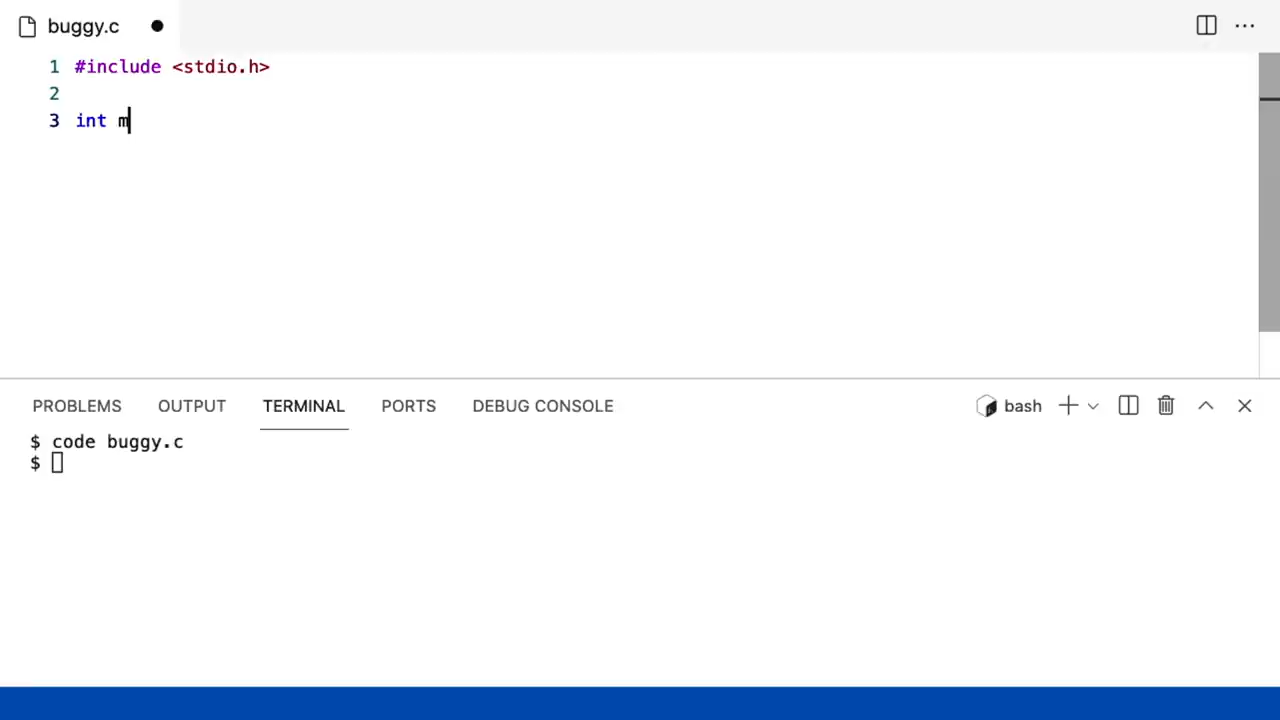 buggy.c
1 #include <stdio.h>
2
3 int m
PROBLEMS OUTPUT TERMINAL PORTS DEBUG CONSOLE bash
$ code buggy.c
$